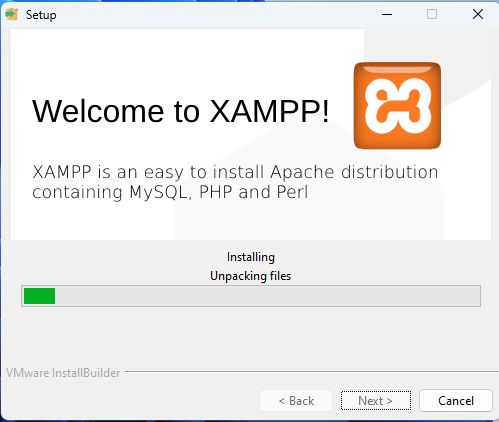 Setup
Welcome to XAMPP!
XAMPP is an easy to install Apache distribution
containing MySQL, PHP and Perl
Installing
Unpacking files
VMware InstallBuilder
< Back
Next >
Cancel